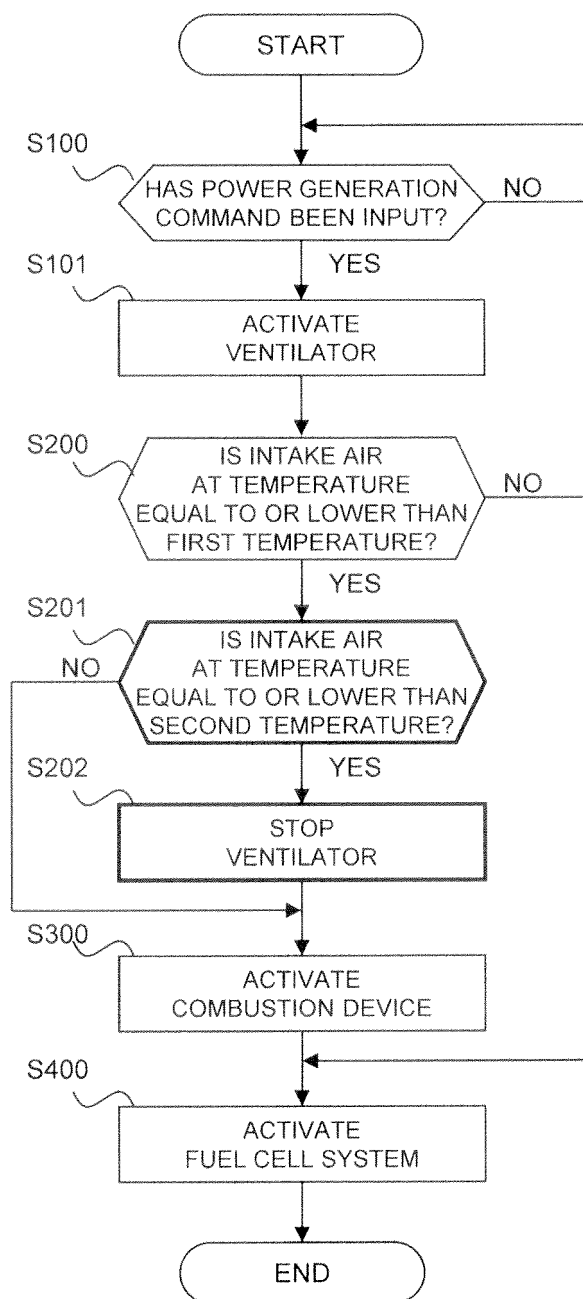 START
S100
HAS POWER GENERATION
COMMAND BEEN INPUT?
NO
YES
S101
ACTIVATE
VENTILATOR
S200
IS INTAKE AIR
AT TEMPERATURE
EQUAL TO OR LOWER THAN
FIRST TEMPERATURE?
NO
YES
S201
IS INTAKE AIR
AT TEMPERATURE
EQUAL TO OR LOWER THAN
SECOND TEMPERATURE?
NO
YES
S202
STOP
VENTILATOR
S300
ACTIVATE
COMBUSTION DEVICE
S400
ACTIVATE
FUEL CELL SYSTEM
END